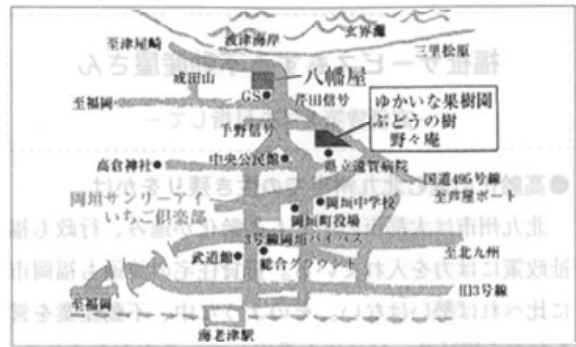 玄界灘
波津海岸
至津屋崎
三里松原
成田山
八幡屋
GS
芹田信号
至福岡
ゆかいな果樹園
ぶどうの樹
野々庵
手野信号
中央公民館
高倉神社
県立遠賀病院
国道495号線
至芦屋ボート
岡垣サンリーアイ
いちご倶楽部
岡垣中学校
岡垣町役場
3号線岡垣バイパス
至北九州
武道館
総合グラウンド
至福岡
旧3号線
海老津駅